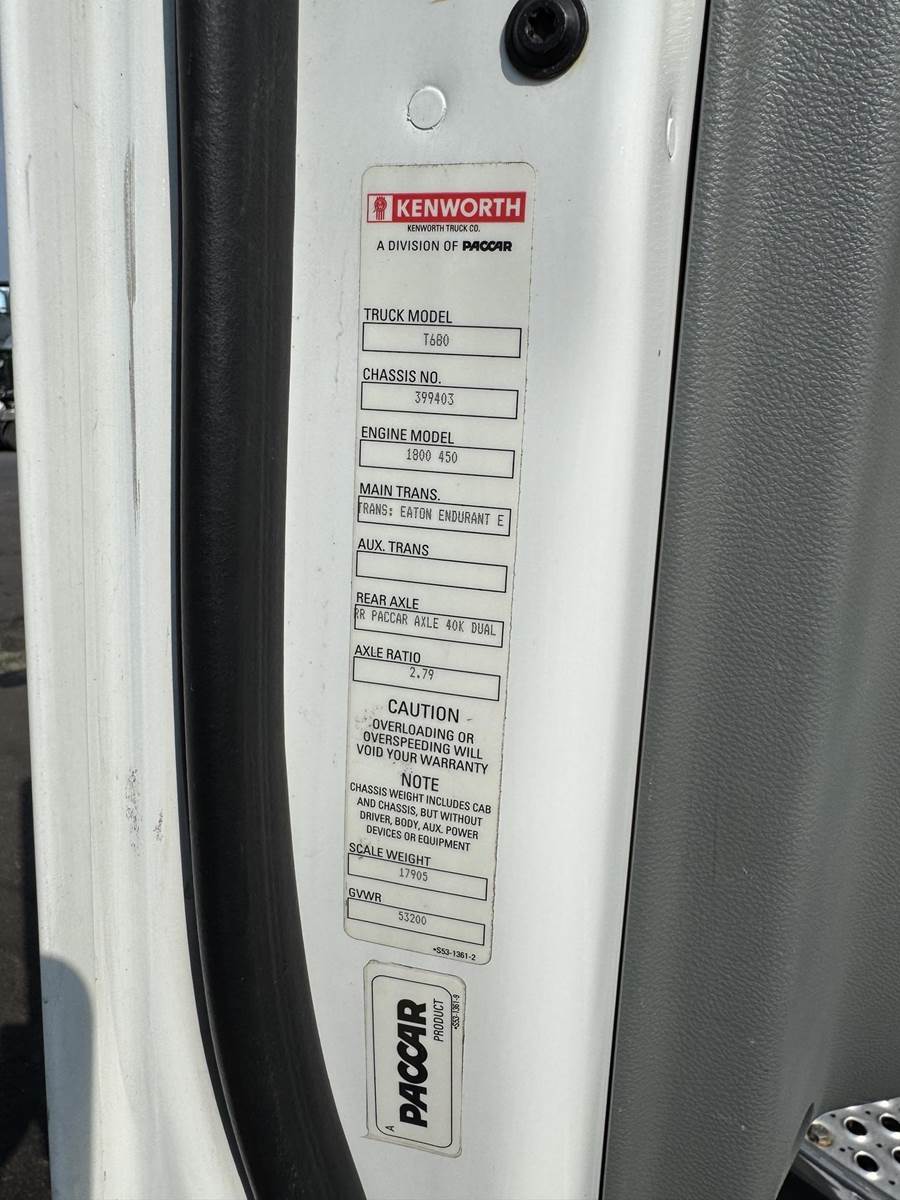 KENWORTH
KENWORTH TRUCK CO.
A DIVISION OF PACCAR
TRUCK MODEL
T680
CHASSIS NO.
399403
ENGINE MODEL
1800 450
MAIN TRANS.
TRANS: EATON ENDURANT E
AUX. TRANS
REAR AXLE
RR PACCAR AXLE 40K DUAL
AXLE RATIO
2.79
CAUTION
OVERLOADING OR
OVERSPEEDING WILL
VOID YOUR WARRANTY
NOTE
CHASSIS WEIGHT INCLUDES CAB
AND CHASSIS, BUT WITHOUT
DRIVER, BODY, AUX. POWER
DEVICES OR EQUIPMENT
SCALE WEIGHT
17905
GVWR
53200
*S53-1361-2
A PACCAR
PRODUCT
*S53-1361-9